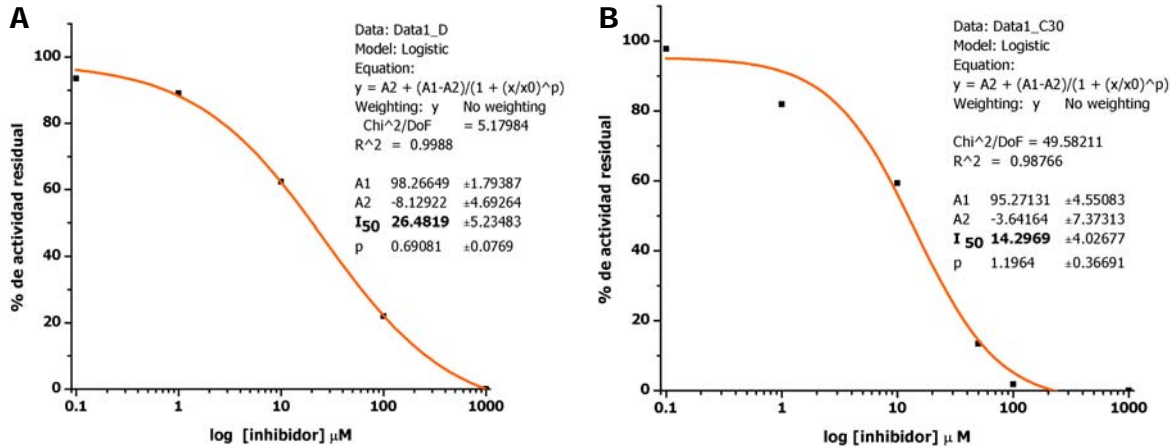 A
Data: Data1_D
Model: Logistic
Equation:
y = A2 + (A1-A2)/(1 + (x/x0)^p)
Weighting: y No weighting
Chi^2/DoF = 5.17984
R^2 = 0.9988
A1 98.26649 ±1.79387
A2 -8.12922 ±4.69264
I50 26.4819 ±5.23483
p 0.69081 ±0.0769
% de actividad residual
100
80
60
40
20
0
0.1 1 10 100 1000
log [inhibidor] μM
B
Data: Data1_C30
Model: Logistic
Equation:
y = A2 + (A1-A2)/(1 + (x/x0)^p)
Weighting: y No weighting
Chi^2/DoF = 49.58211
R^2 = 0.98766
A1 95.27131 ±4.55083
A2 -3.64164 ±7.37313
I 50 14.2969 ±4.02677
p 1.1964 ±0.36691
% de actividad residual
100
80
60
40
20
0
0.1 1 10 100 1000
log [inhibidor] μ M